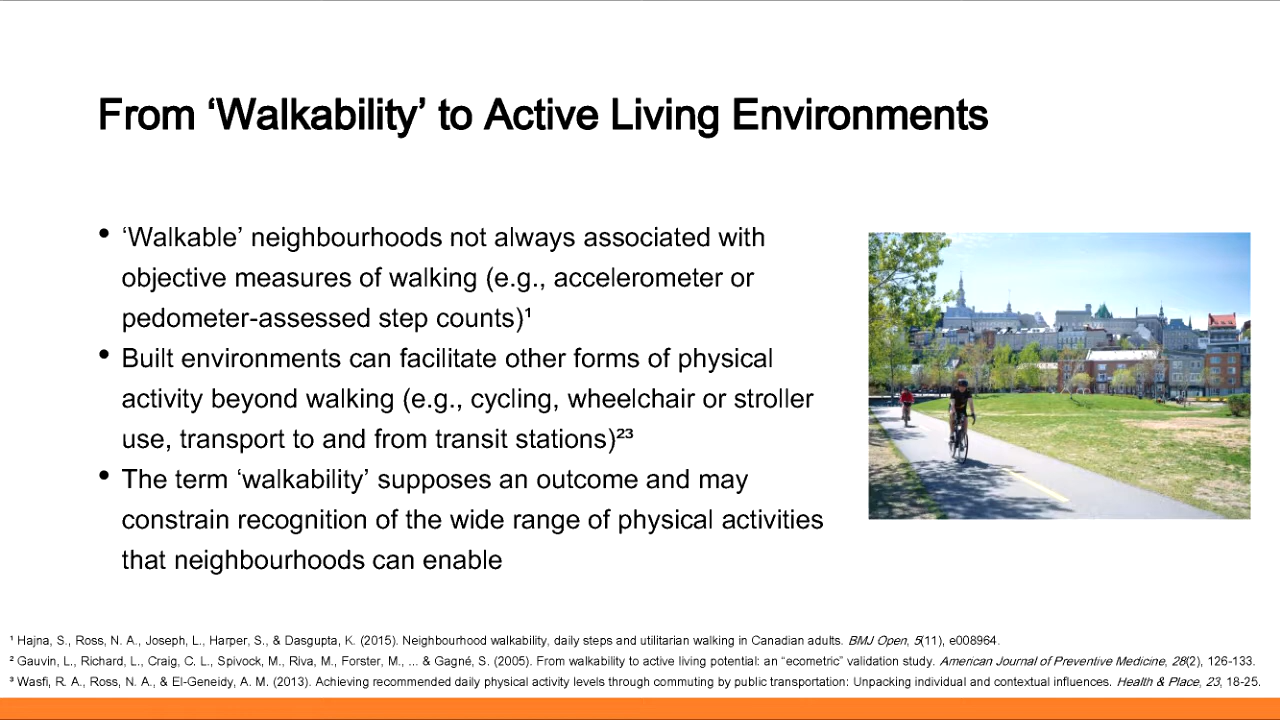 From ‘Walkability’ to Active Living Environments
• ‘Walkable’ neighbourhoods not always associated with
objective measures of walking (e.g., accelerometer or
pedometer-assessed step counts)¹
• Built environments can facilitate other forms of physical
activity beyond walking (e.g., cycling, wheelchair or stroller
use, transport to and from transit stations)²³
• The term ‘walkability’ supposes an outcome and may
constrain recognition of the wide range of physical activities
that neighbourhoods can enable
¹ Hajna, S., Ross, N. A., Joseph, L., Harper, S., & Dasgupta, K. (2015). Neighbourhood walkability, daily steps and utilitarian walking in Canadian adults. BMJ Open, 5(11), e008964.
² Gauvin, L., Richard, L., Craig, C. L., Spivock, M., Riva, M., Forster, M., ... & Gagné, S. (2005). From walkability to active living potential: an “ecometric” validation study. American Journal of Preventive Medicine, 28(2), 126-133.
³ Wasfi, R. A., Ross, N. A., & El-Geneidy, A. M. (2013). Achieving recommended daily physical activity levels through commuting by public transportation: Unpacking individual and contextual influences. Health & Place, 23, 18-25.